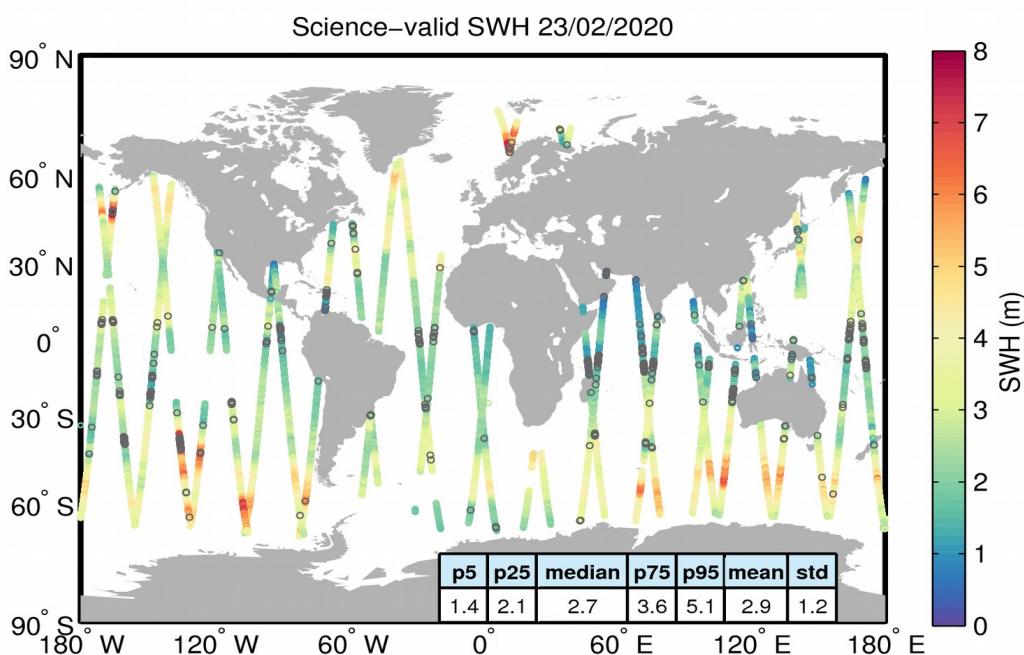 Science−valid SWH 23/02/2020
90° N
60° N
30° N
0°
30° S
60° S
90° S
180° W
120° W
60° W
0°
60° E
120° E
180° E
p5 p25 median p75 p95 mean std
1.4 2.1 2.7 3.6 5.1 2.9 1.2
8
7
6
5
4
3
2
1
0
SWH (m)